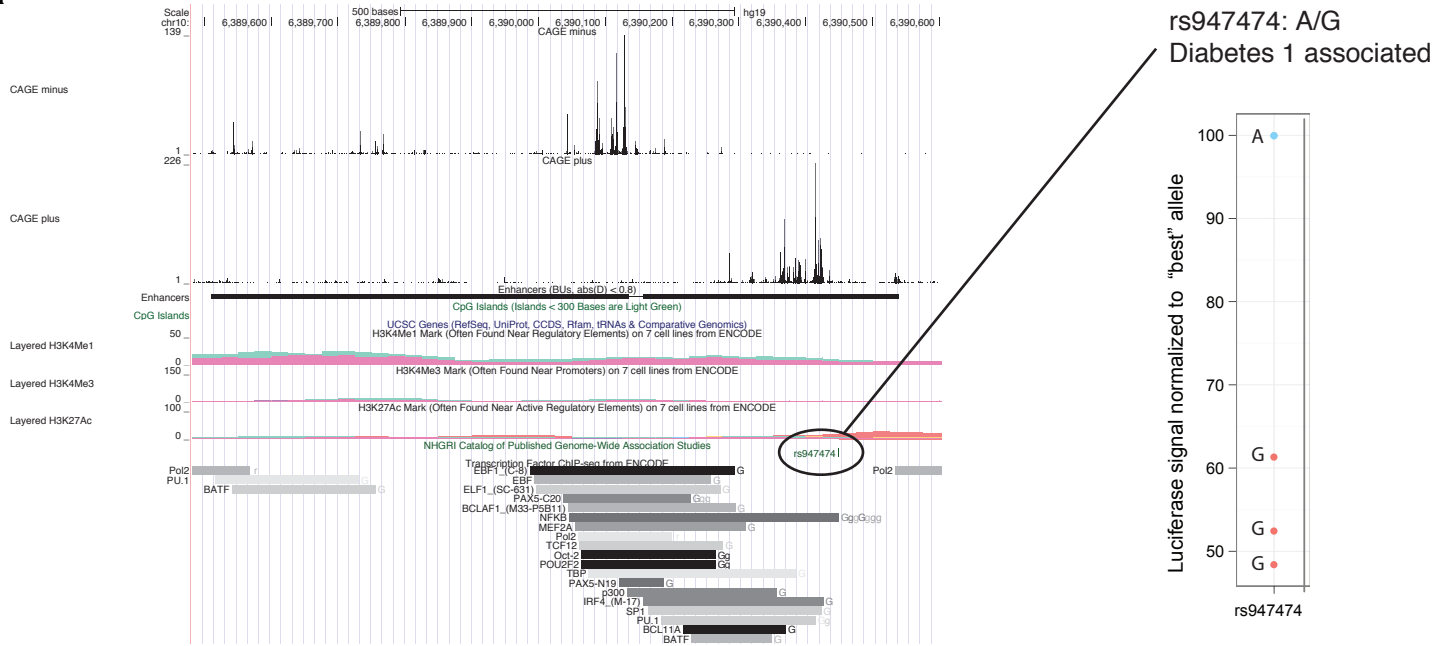 Scale
500 bases
hg19
chr10:
6,389,600
6,389,700
6,389,800
6,389,900
6,390,000
6,390,100
6,390,200
6,390,300
6,390,400
6,390,500
6,390,600
139
CAGE minus
CAGE minus
1
CAGE plus
226
CAGE plus
1
Enhancers (BUs, abs(D) < 0.8)
Enhancers
CpG Islands (Islands < 300 Bases are Light Green)
CpG Islands
UCSC Genes (RefSeq, UniProt, CCDS, Rfam, tRNAs & Comparative Genomics)
H3K4Me1 Mark (Often Found Near Regulatory Elements) on 7 cell lines from ENCODE
50
Layered H3K4Me1
0
H3K4Me3 Mark (Often Found Near Promoters) on 7 cell lines from ENCODE
150
Layered H3K4Me3
0
H3K27Ac Mark (Often Found Near Active Regulatory Elements) on 7 cell lines from ENCODE
100
Layered H3K27Ac
0
NHGRI Catalog of Published Genome-Wide Association Studies
rs947474
Transcription Factor ChIP-seq from ENCODE
Pol2 r EBF1_(C-8) G Pol2
PU.1 G EBF G
BATF G ELF1_(SC-631) G
PAX5-C20 Ggg
BCLAF1_(M33-P5B11) G
NFKB GgGGgggg
MEF2A G
Pol2 r
TCF12 G
Oct-2 Gg
POU2F2 Gg
TBP G
PAX5-N19 G
p300 G
IRF4_(M-17) G
SP1 G
PU.1 Gg
BCL11A G
BATF G
rs947474: A/G
Diabetes 1 associated
Luciferase signal normalized to “best” allele
100
90
80
70
60
50
A
G
G
G
rs947474